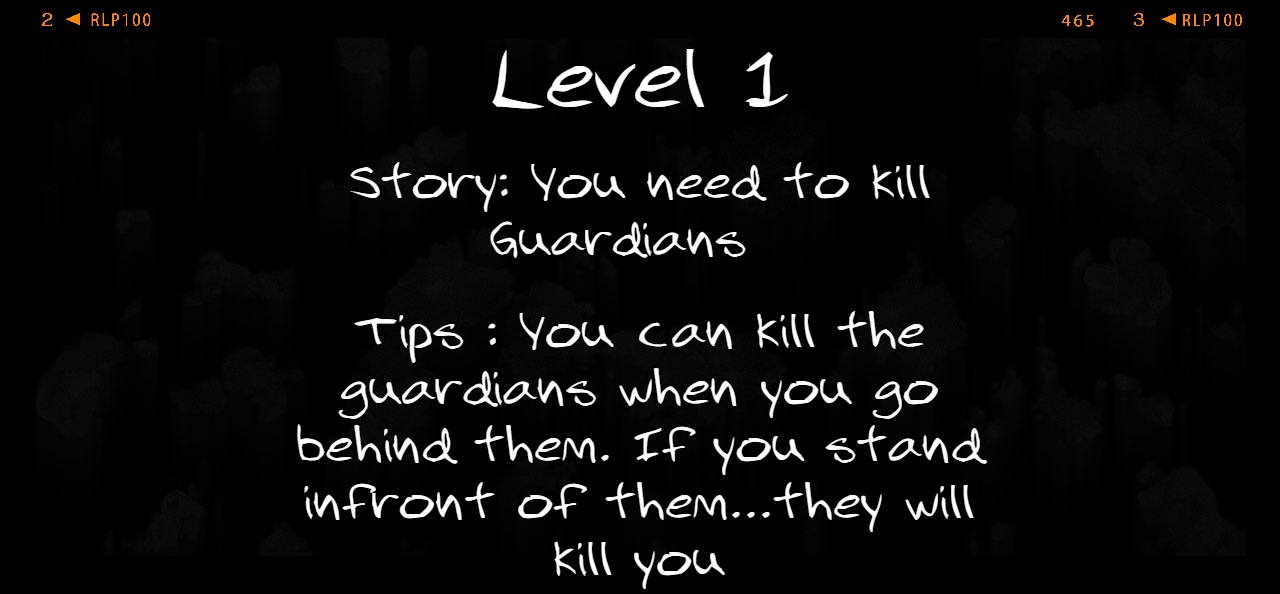 2 ◀ RLP100 465 3 ◀ RLP100
Level 1
Story: You need to kill
Guardians
Tips : You can kill the
guardians when you go
behind them. If you stand
infront of them...they will
kill you